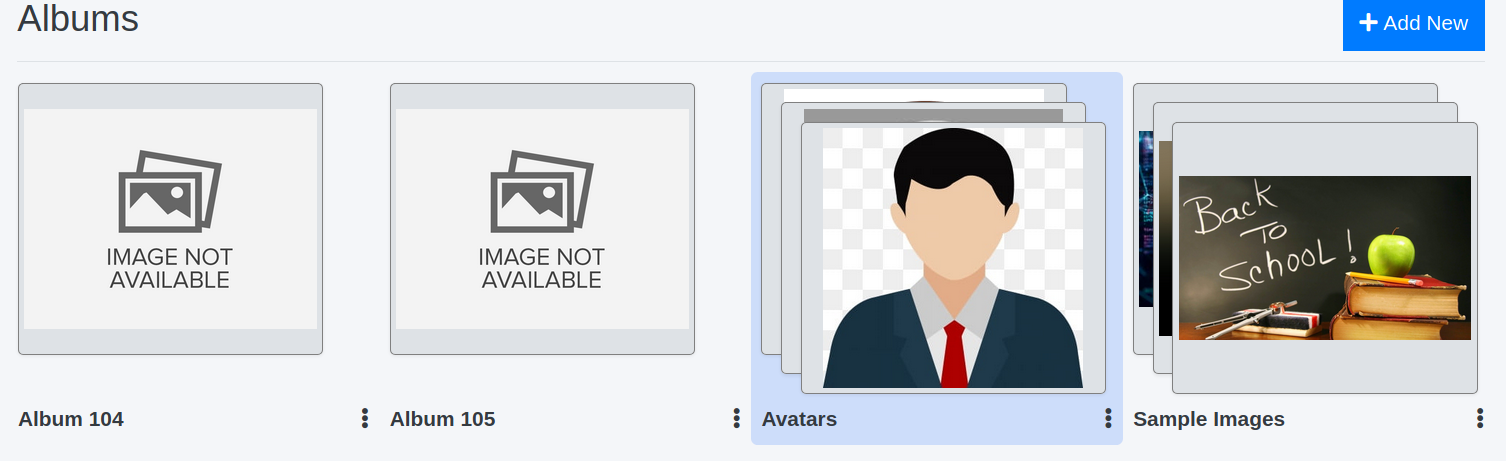 Albums
Add New
IMAGE NOT
AVAILABLE
IMAGE NOT
AVAILABLE
Back
To
School!
Album 104
Album 105
Avatars
Sample Images